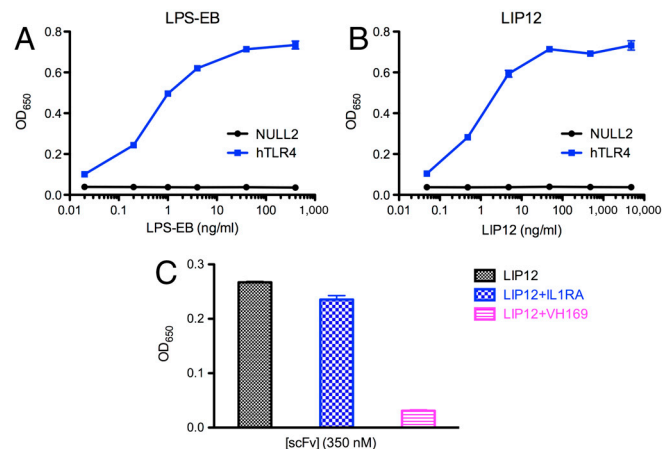 A
LPS-EB
0.8
0.6
0.4
0.2
0.0
OD650
NULL2
hTLR4
0.01 0.1 1 10 100 1,000
LPS-EB (ng/ml)
B
LIP12
0.8
0.6
0.4
0.2
0.0
OD650
NULL2
hTLR4
0.01 0.1 1 10 100 1,000 10,000
LIP12 (ng/ml)
C
0.3
0.2
0.1
0.0
OD650
[scFv] (350 nM)
LIP12
LIP12+IL1RA
LIP12+VH169